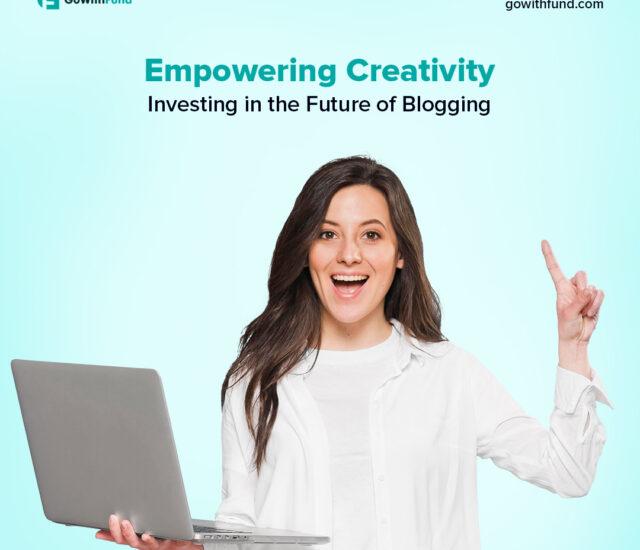 GoWithFund
gowithfund.com
Empowering Creativity
Investing in the Future of Blogging